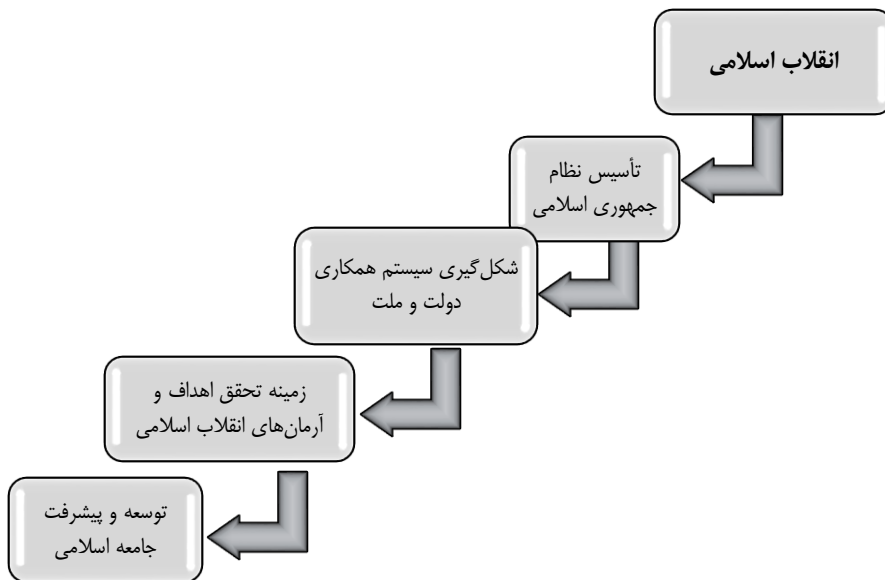 انقلاب اسلامی
تأسیس نظام
جمهوری اسلامی
شکل‌گیری سیستم همکاری
دولت و ملت
زمینه تحقق اهداف و
آرمان‌های انقلاب اسلامی
توسعه و پیشرفت
جامعه اسلامی